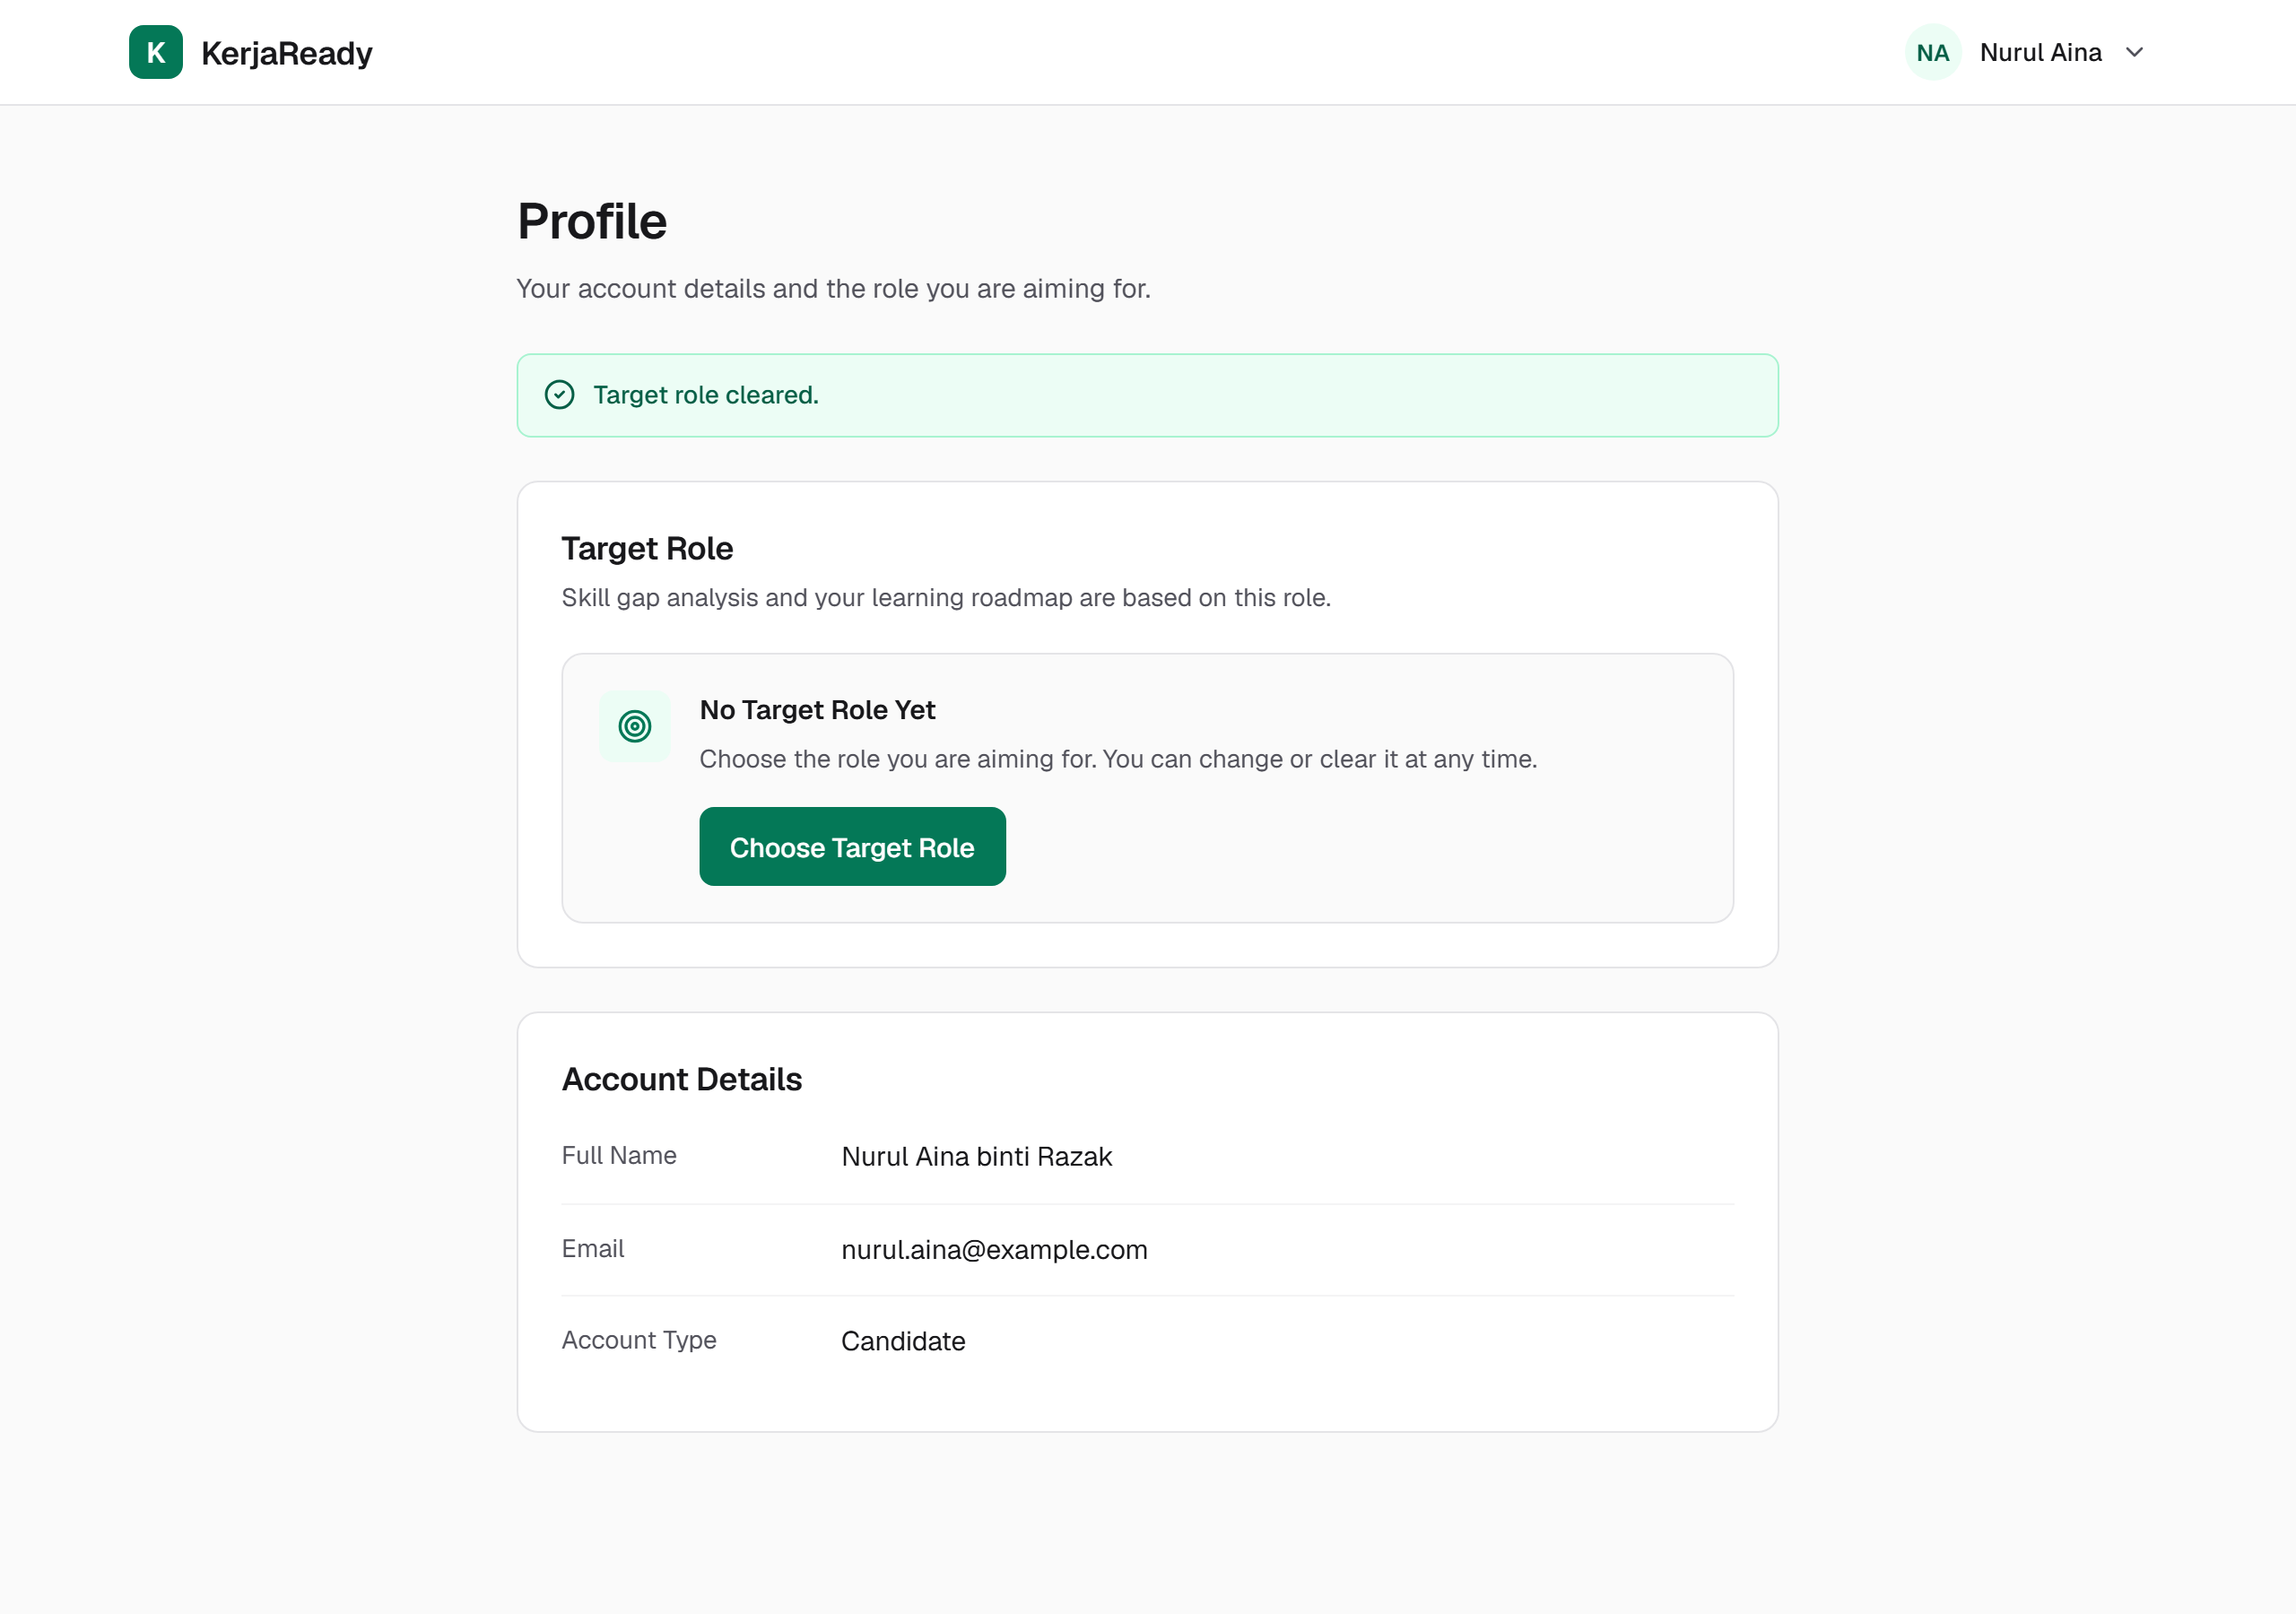 K KerjaReady
NA Nurul Aina
Profile
Your account details and the role you are aiming for.
Target role cleared.
Target Role
Skill gap analysis and your learning roadmap are based on this role.
No Target Role Yet
Choose the role you are aiming for. You can change or clear it at any time.
Choose Target Role
Account Details
Full Name Nurul Aina binti Razak
Email nurul.aina@example.com
Account Type Candidate